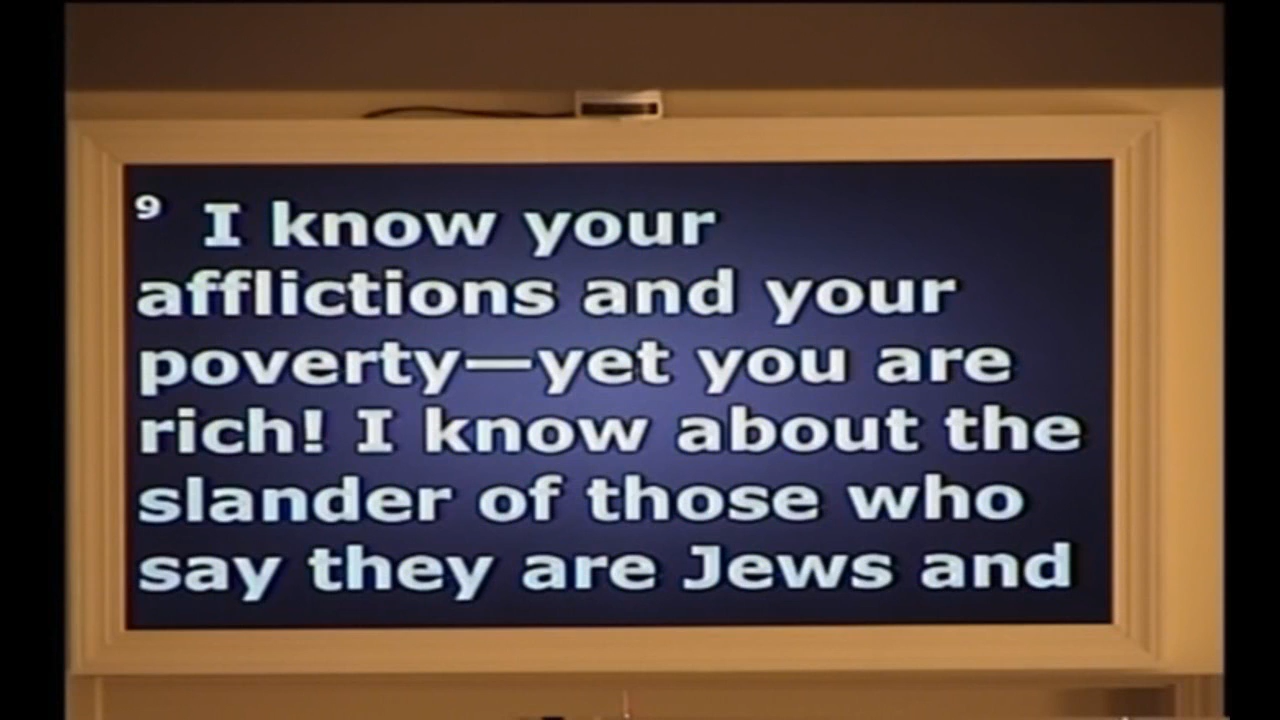 9 I know your
afflictions and your
poverty—yet you are
rich! I know about the
slander of those who
say they are Jews and